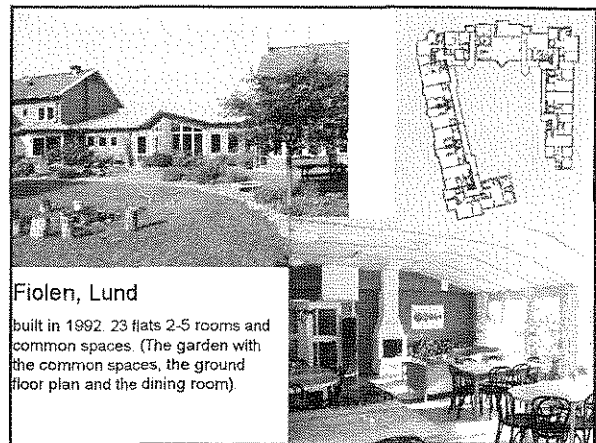 Fiolen, Lund
built in 1992. 23 flats 2-5 rooms and
common spaces. (The garden with
the common spaces, the ground
floor plan and the dining room).